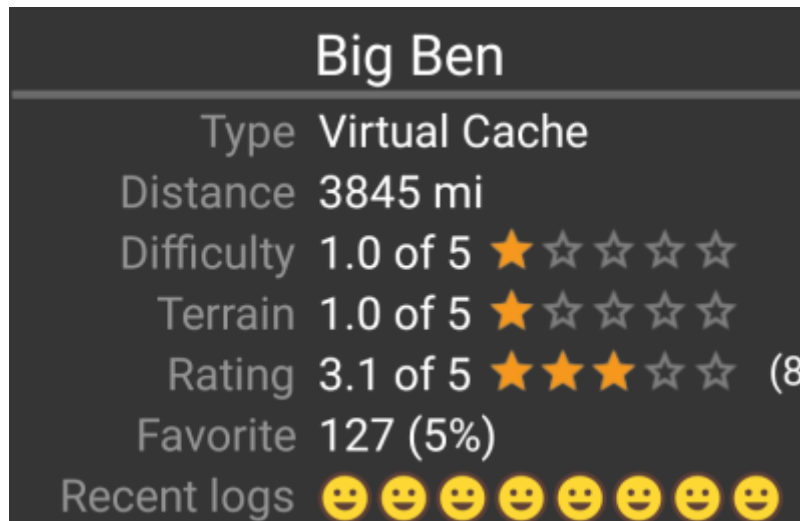 Big Ben
Type Virtual Cache
Distance 3845 mi
Difficulty 1.0 of 5
Terrain 1.0 of 5
Rating 3.1 of 5 (8
Favorite 127 (5%)
Recent logs